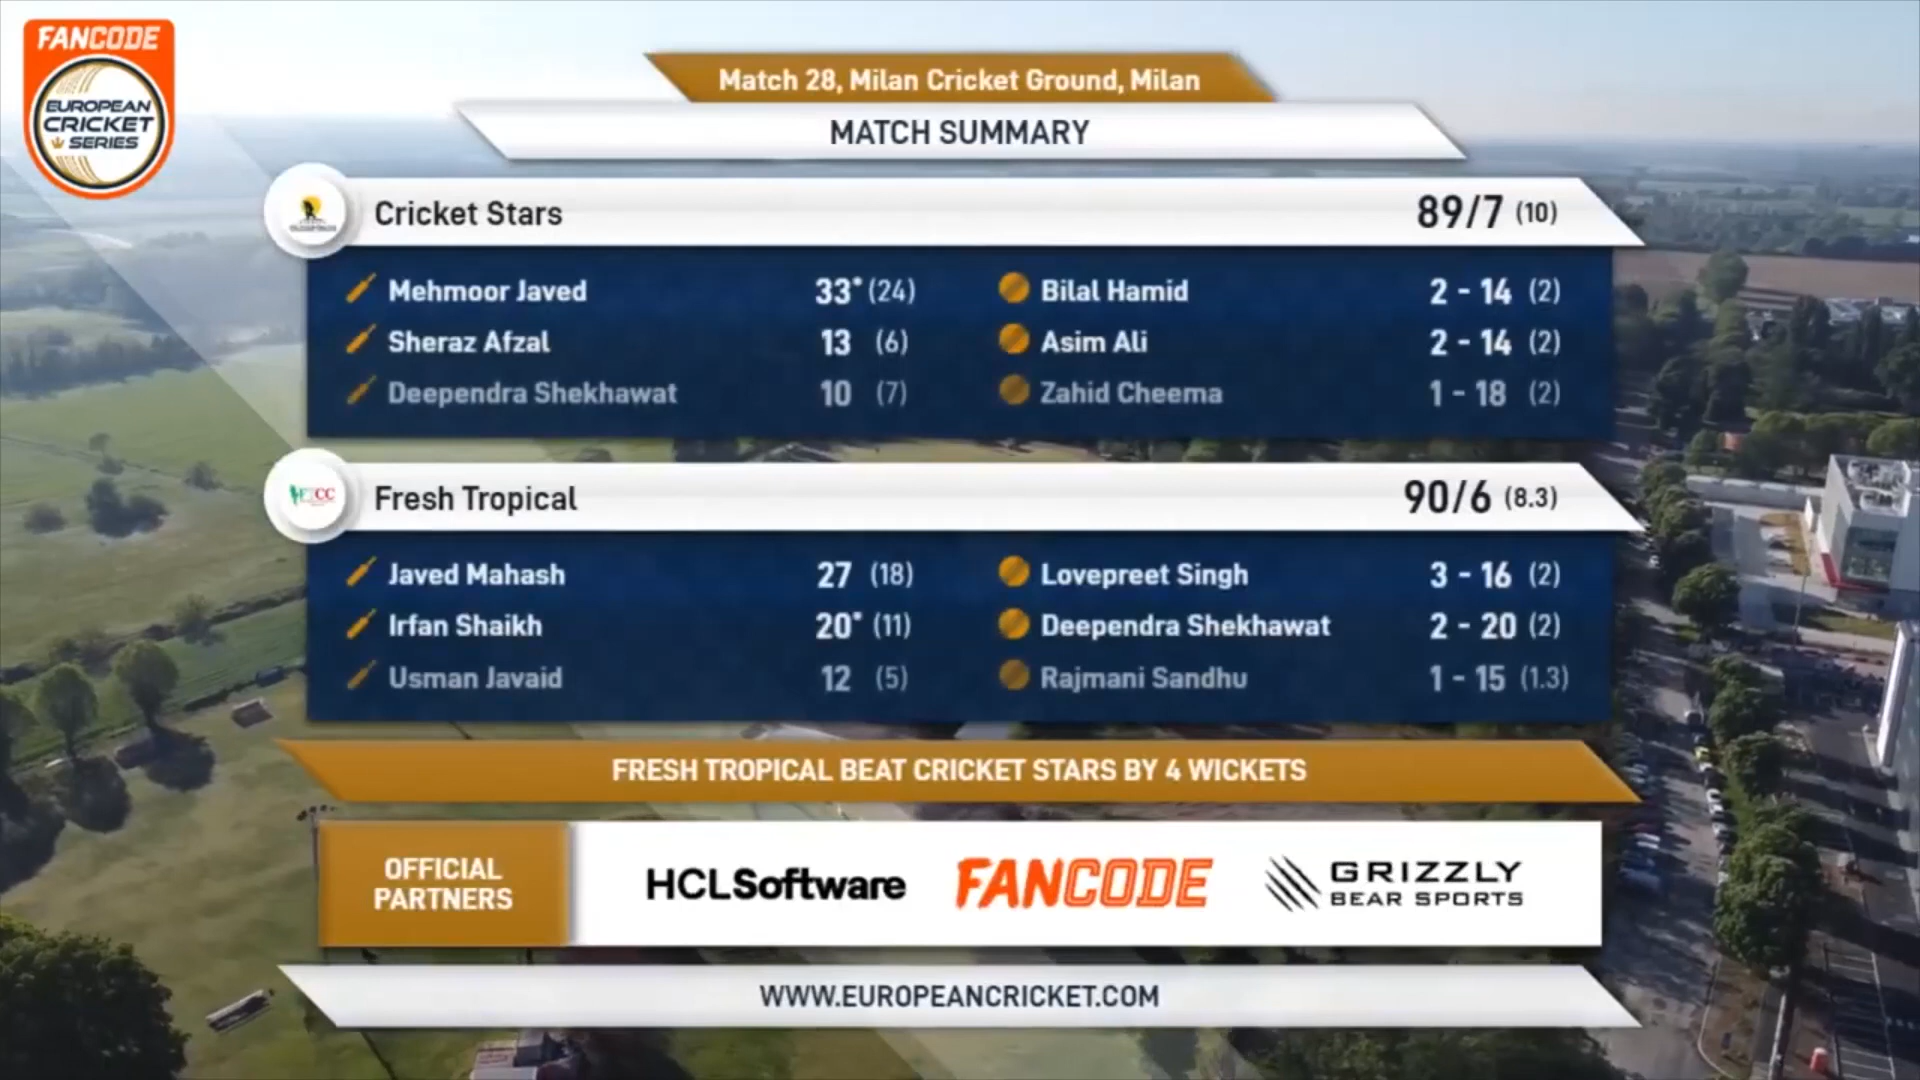 FANCODE
EUROPEAN
CRICKET
SERIES
Match 28, Milan Cricket Ground, Milan
MATCH SUMMARY
Cricket Stars 89/7 (10)
Mehmoor Javed 33* (24) Bilal Hamid 2 - 14 (2)
Sheraz Afzal 13 (6) Asim Ali 2 - 14 (2)
Deependra Shekhawat 10 (7) Zahid Cheema 1 - 18 (2)
FTCC
Fresh Tropical 90/6 (8.3)
Javed Mahash 27 (18) Lovepreet Singh 3 - 16 (2)
Irfan Shaikh 20* (11) Deependra Shekhawat 2 - 20 (2)
Usman Javaid 12 (5) Rajmani Sandhu 1 - 15 (1.3)
FRESH TROPICAL BEAT CRICKET STARS BY 4 WICKETS
OFFICIAL
PARTNERS
HCLSoftware FANCODE GRIZZLY
BEAR SPORTS
WWW.EUROPEANCRICKET.COM